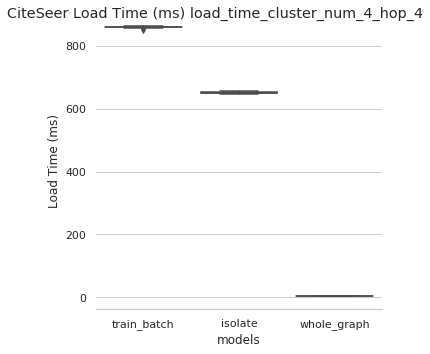 CiteSeer Load Time (ms) load_time_cluster_num_4_hop_4
800
600
400
200
0
Load Time (ms)
train_batch isolate whole_graph
models